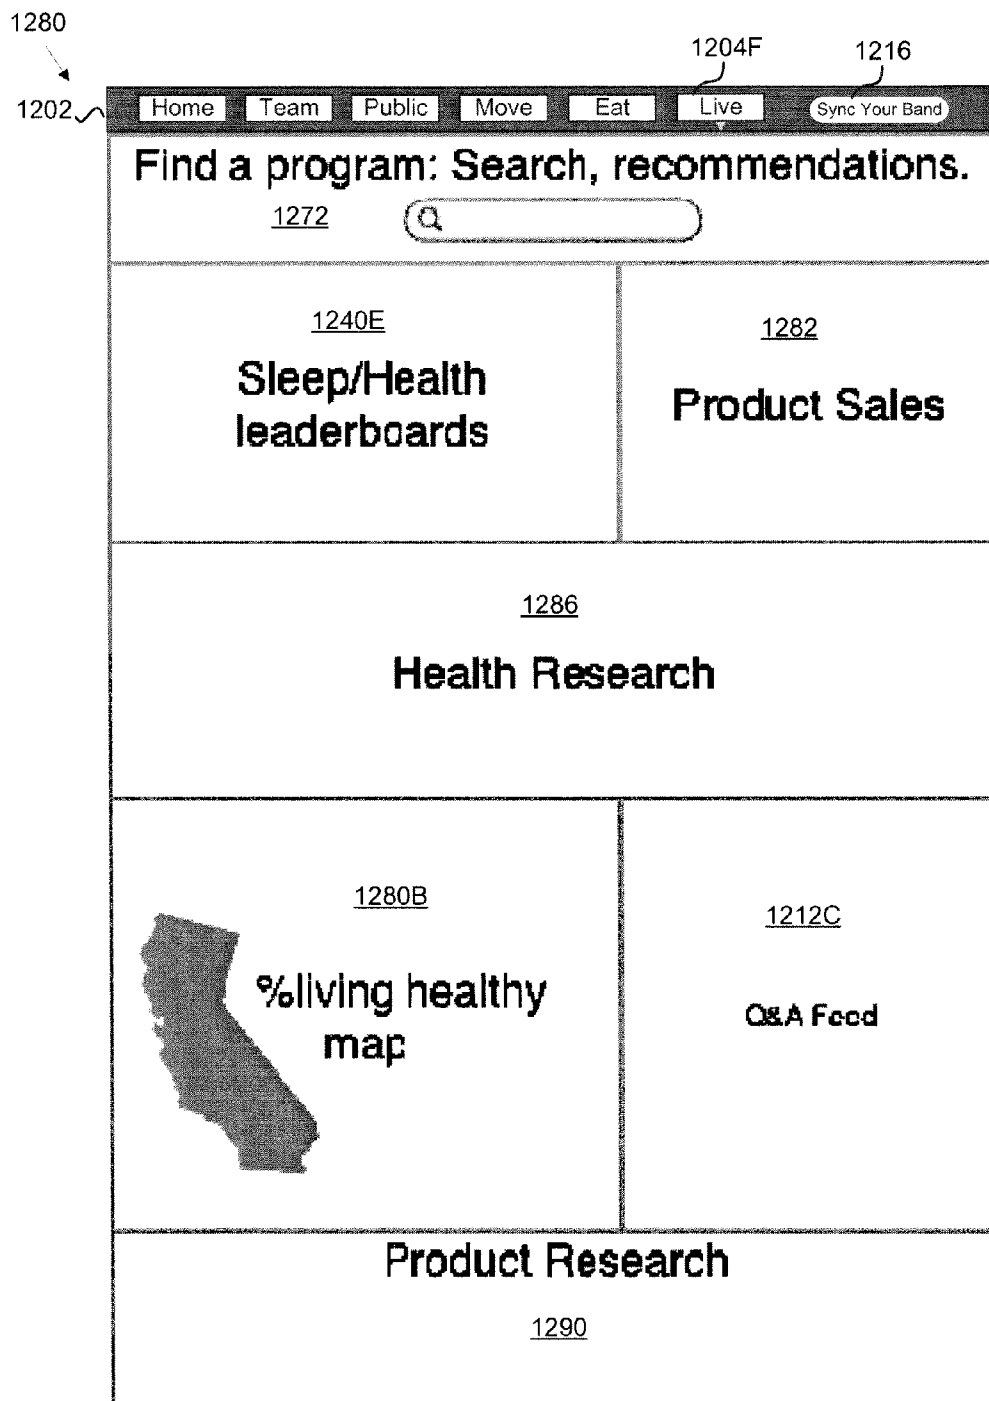 1280
1204F
1216
1202
Home Team Public Move Eat Live Sync Your Band
Find a program: Search, recommendations.
1272
1240E
Sleep/Health
leaderboards
1282
Product Sales
1286
Health Research
1280B
%living healthy
map
1212C
Q&A Feed
Product Research
1290